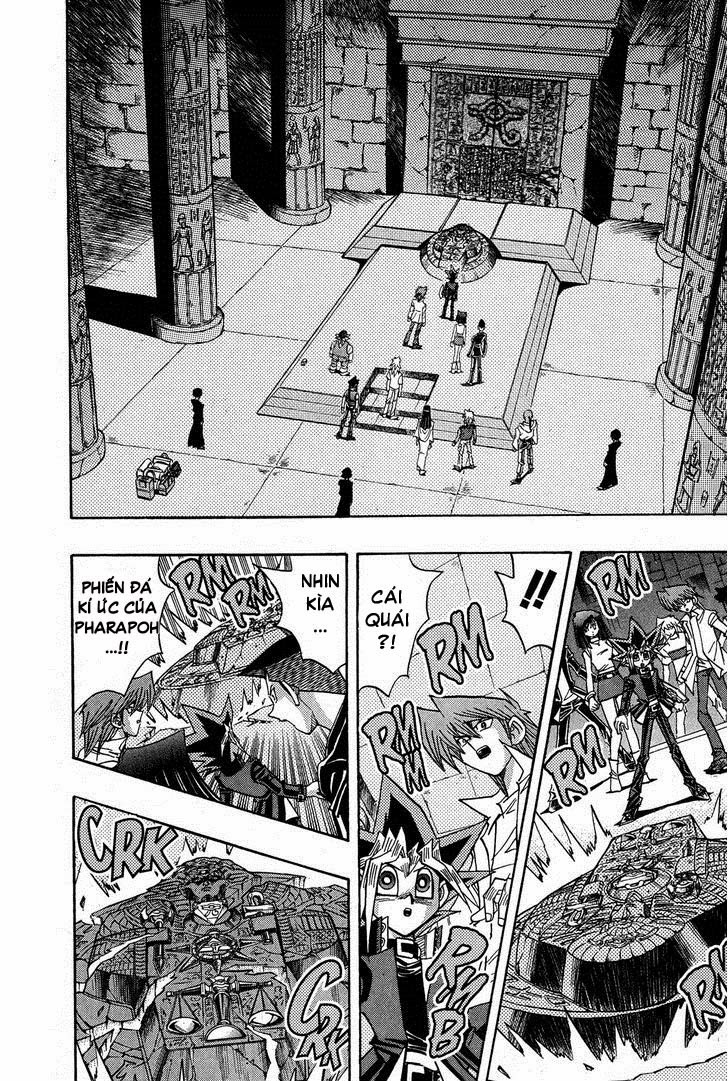 RM
RM
RM
!!
RM
RM
RM
CÁI
QUÁI
?!
RMB
NHIN
KÌA
...
RM
RM
PHIẾN ĐÁ
KÍ ỨC CỦA
PHARAPOH
...!!
CRK
CRK